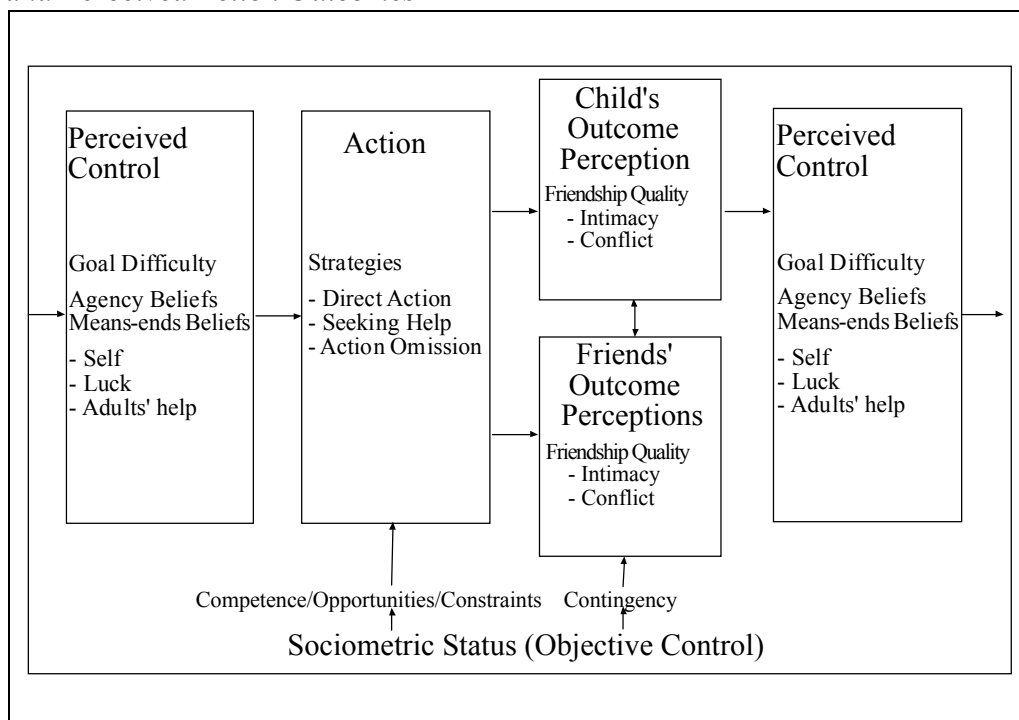 Perceived
Control
Goal Difficulty
Agency Beliefs
Means-ends Beliefs
- Self
- Luck
- Adults' help
Action
Strategies
- Direct Action
- Seeking Help
- Action Omission
Child's
Outcome
Perception
Friendship Quality
- Intimacy
- Conflict
Friends'
Outcome
Perceptions
Friendship Quality
- Intimacy
- Conflict
Perceived
Control
Goal Difficulty
Agency Beliefs
Means-ends Beliefs
- Self
- Luck
- Adults' help
Competence/Opportunities/Constraints
Contingency
Sociometric Status (Objective Control)